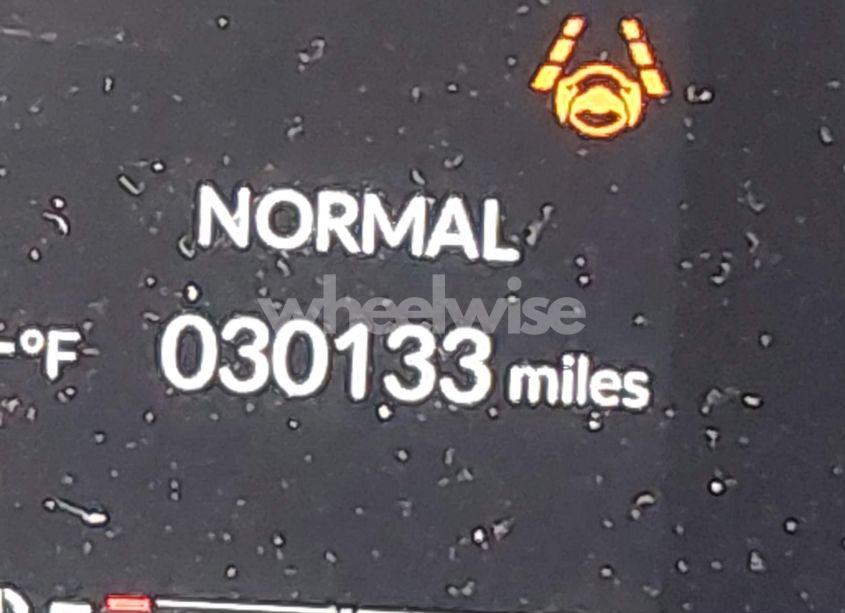 NORMAL
wheelwise
-°F
030133 miles